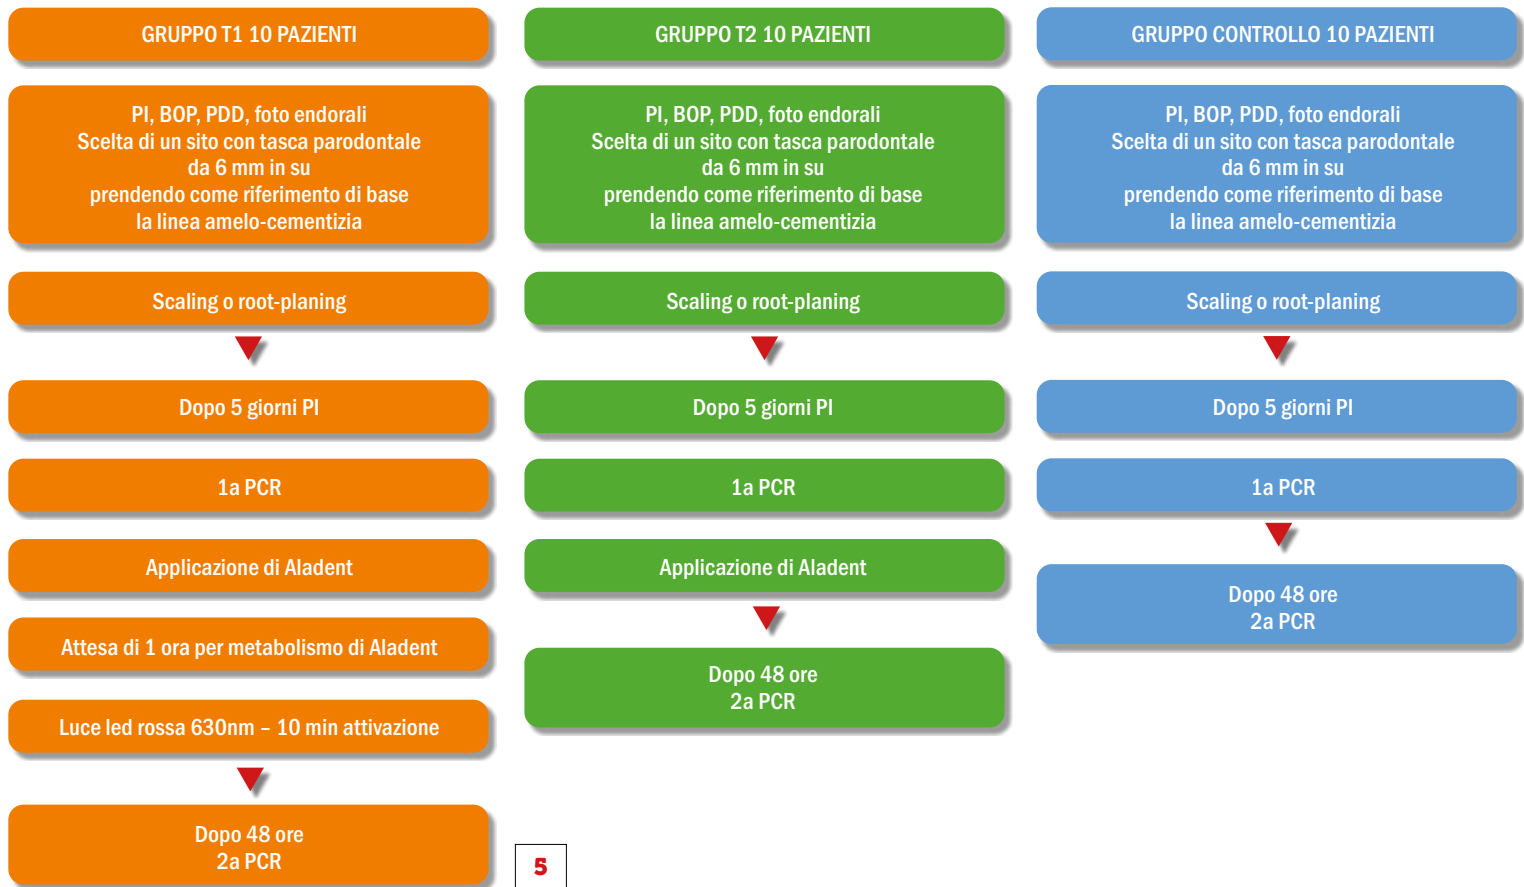 GRUPPO T1 10 PAZIENTI
PI, BOP, PDD, foto endorali
Scelta di un sito con tasca parodontale
da 6 mm in su
prendendo come riferimento di base
la linea amelo-cementizia
Scaling o root-planing
Dopo 5 giorni PI
1a PCR
Applicazione di Aladent
Attesa di 1 ora per metabolismo di Aladent
Luce led rossa 630nm – 10 min attivazione
Dopo 48 ore
2a PCR
GRUPPO T2 10 PAZIENTI
PI, BOP, PDD, foto endorali
Scelta di un sito con tasca parodontale
da 6 mm in su
prendendo come riferimento di base
la linea amelo-cementizia
Scaling o root-planing
Dopo 5 giorni PI
1a PCR
Applicazione di Aladent
Dopo 48 ore
2a PCR
GRUPPO CONTROLLO 10 PAZIENTI
PI, BOP, PDD, foto endorali
Scelta di un sito con tasca parodontale
da 6 mm in su
prendendo come riferimento di base
la linea amelo-cementizia
Scaling o root-planing
Dopo 5 giorni PI
1a PCR
Dopo 48 ore
2a PCR
5